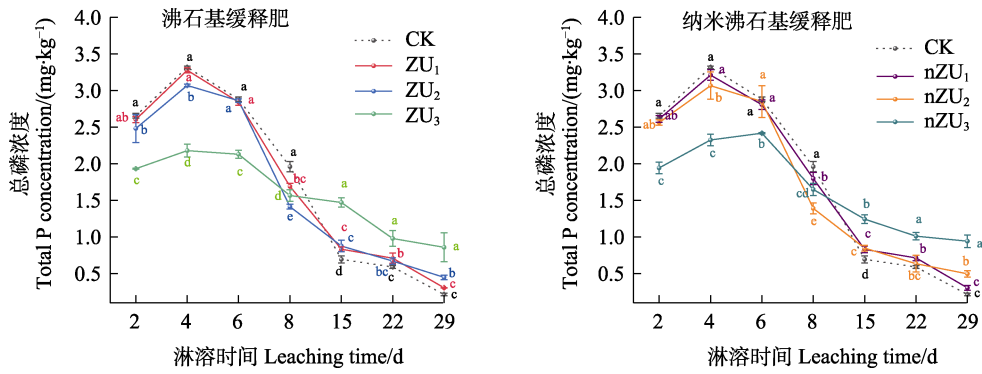 沸石基缓释肥
总磷浓度
Total P concentration/(mg·kg⁻¹)
4.0
3.5
3.0
2.5
2.0
1.5
1.0
0.5
CK
ZU₁
ZU₂
ZU₃
a
ab
b
c
a
a
b
d
a
a
a
c
a
bc
d
e
a
c
c
d
a
b
bc
c
a
b
c
c
2
4
6
8
15
22
29
淋溶时间 Leaching time/d
纳米沸石基缓释肥
总磷浓度
Total P concentration/(mg·kg⁻¹)
4.0
3.5
3.0
2.5
2.0
1.5
1.0
0.5
CK
nZU₁
nZU₂
nZU₃
a
ab
ab
c
a
a
b
c
a
a
a
b
a
b
cd
e
b
c
c
d
a
b
bc
c
a
b
c
c
2
4
6
8
15
22
29
淋溶时间 Leaching time/d